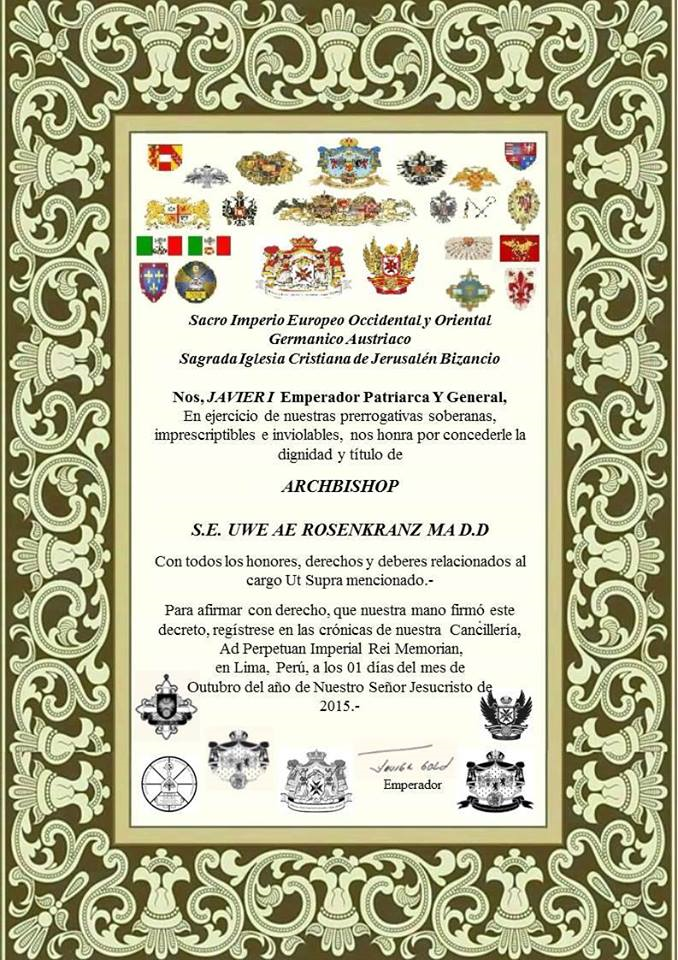 Sacro Imperio Europeo Occidental y Oriental
Germanico Austriaco
Sagrada Iglesia Cristiana de Jerusalén Bizancio
Nos, JAVIER I Emperador Patriarca Y General,
En ejercicio de nuestras prerrogativas soberanas,
imprescriptibles e inviolables, nos honra por concederle la
dignidad y título de
ARCHBISHOP
S.E. UWE AE ROSENKRANZ MA D.D
Con todos los honores, derechos y deberes relacionados al
cargo Ut Supra mencionado.-
Para afirmar con derecho, que nuestra mano firmó este
decreto, regístrese en las crónicas de nuestra Cancillería,
Ad Perpetuan Imperial Rei Memorian,
en Lima, Perú, a los 01 días del mes de
Outubro del año de Nuestro Señor Jesucristo de
2015.-
Emperador